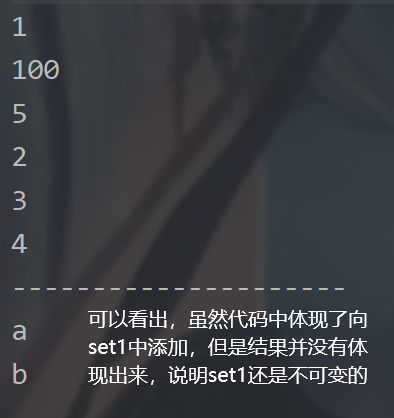 1
100
5
2
3
4
---------------------
a
b
可以看出，虽然代码中体现了向
set1中添加，但是结果并没有体
现出来，说明set1还是不可变的